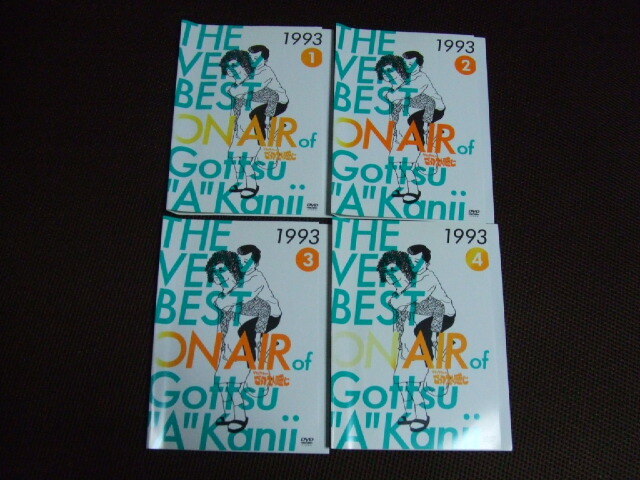 1993
1
THE
VERY
BEST
ON AIR of
Gottsu
"A" Kanji
DVD
1993
2
THE
VERY
BEST
ON AIR of
Gottsu
"A" Kanji
DVD
1993
3
THE
VERY
BEST
ON AIR of
Gottsu
"A" Kanji
DVD
1993
4
THE
VERY
BEST
ON AIR of
Gottsu
"A" Kanji
DVD